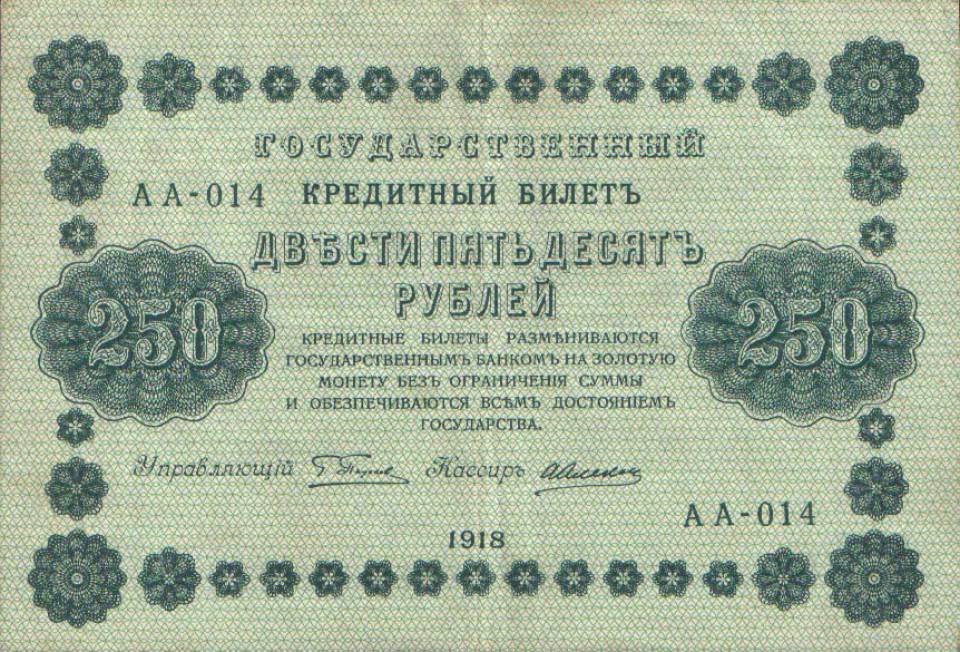 ГОСУДАРСТВЕННЫЙ
АА-014 КРЕДИТНЫЙ БИЛЕТЪ
ДВѢСТИ ПЯТЬДЕСЯТЪ
РУБЛЕЙ
250 250
КРЕДИТНЫЕ БИЛЕТЫ РАЗМѢНИВАЮТСЯ
ГОСУДАРСТВЕННЫМЪ БАНКОМЪ НА ЗОЛОТУЮ
МОНЕТУ БЕЗЪ ОГРАНИЧЕНІЯ СУММЫ
И ОБЕЗПЕЧИВАЮТСЯ ВСѢМЪ ДОСТОЯНІЕМЪ
ГОСУДАРСТВА.
Управляющій Кассиръ
АА-014
1918